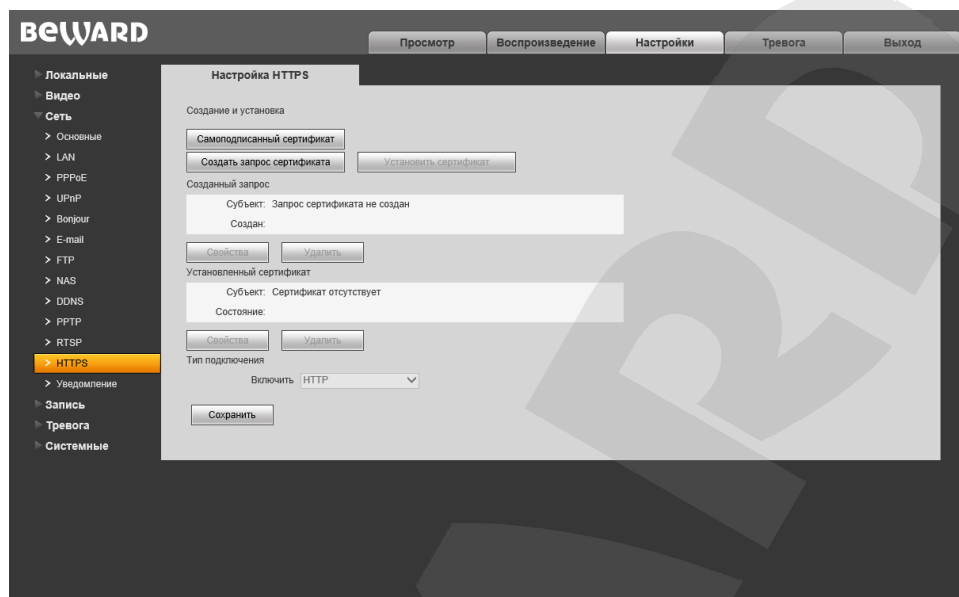 BEWARD
Просмотр Воспроизведение Настройки Тревога Выход
Локальные
Видео
Сеть
> Основные
> LAN
> PPPoE
> UPnP
> Bonjour
> E-mail
> FTP
> NAS
> DDNS
> PPTP
> RTSP
> HTTPS
> Уведомление
Запись
Тревога
Системные
Настройка HTTPS
Создание и установка
Самоподписанный сертификат
Создать запрос сертификата Установить сертификат
Созданный запрос
Субъект: Запрос сертификата не создан
Создан:
Свойства Удалить
Установленный сертификат
Субъект: Сертификат отсутствует
Состояние:
Свойства Удалить
Тип подключения
Включить HTTP
Сохранить